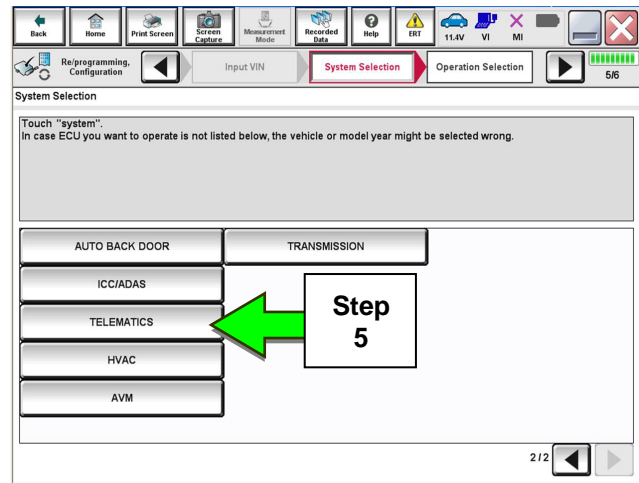 Back
Home
Print Screen
Screen
Capture
Measurement
Mode
Recorded
Data
Help
ERT
11.4V
VI
MI
Re/programming,
Configuration
Input VIN
System Selection
Operation Selection
5/6
System Selection
Touch "system".
In case ECU you want to operate is not listed below, the vehicle or model year might be selected wrong.
AUTO BACK DOOR
TRANSMISSION
ICC/ADAS
TELEMATICS
Step
5
HVAC
AVM
2/2